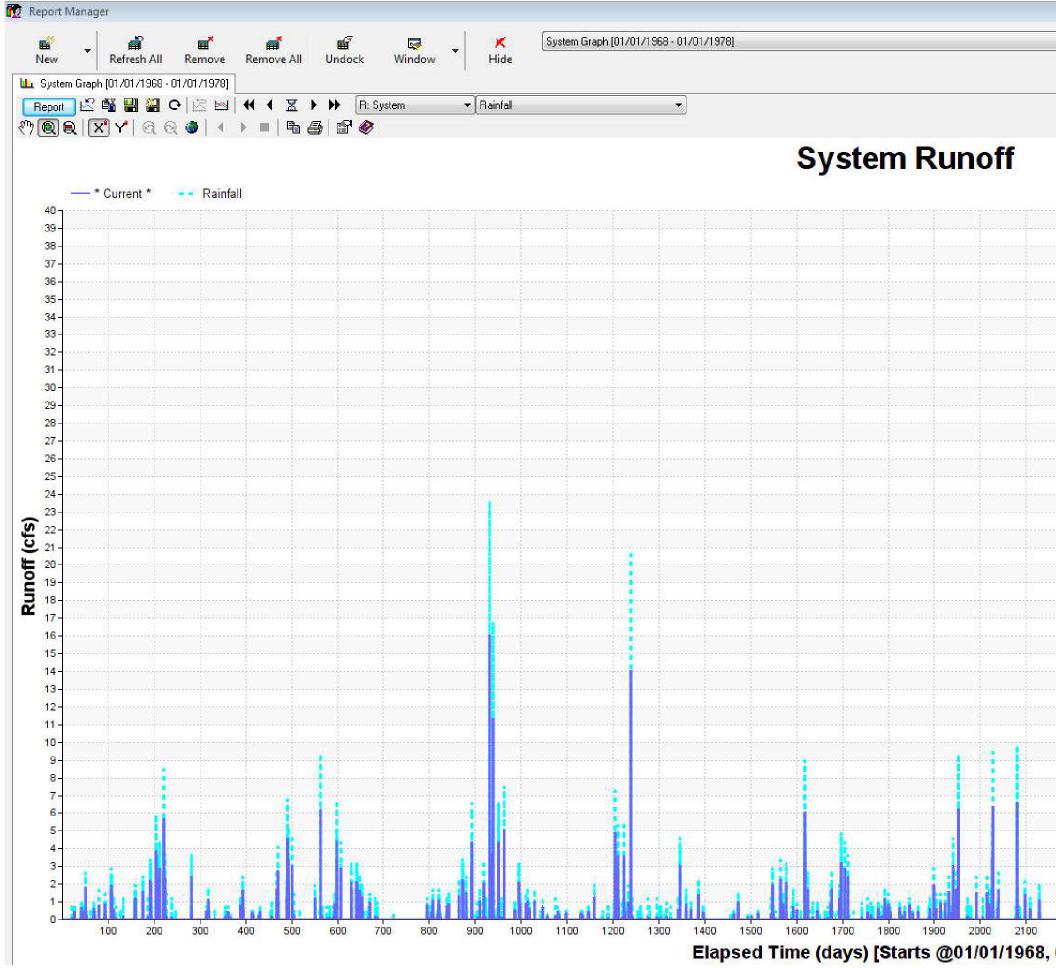 Report Manager
New
Refresh All
Remove
Remove All
Undock
Window
Hide
System Graph [01/01/1968 - 01/01/1978]
System Graph [01/01/1968 - 01/01/1978]
Report
R: System
Rainfall
System Runoff
* Current *
Rainfall
40
39
38
37
36
35
34
33
32
31
30
29
28
27
26
25
24
23
22
21
20
19
18
17
16
15
14
13
12
11
10
9
8
7
6
5
4
3
2
1
0
Runoff (cfs)
100 200 300 400 500 600 700 800 900 1000 1100 1200 1300 1400 1500 1600 1700 1800 1900 2000 2100
Elapsed Time (days) [Starts @01/01/1968,